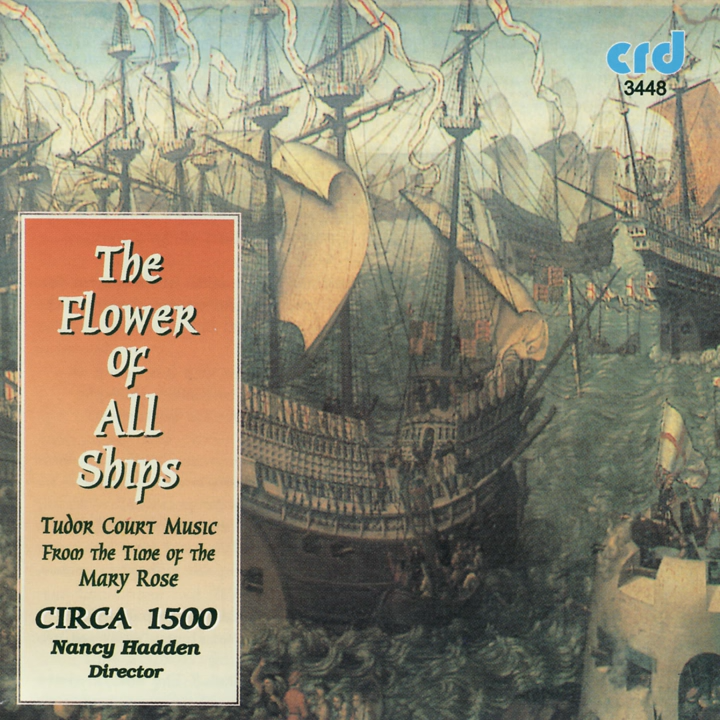 crd
3448
The
Flower
of
All
Ships
Tudor Court Music
From the Time of the
Mary Rose
CIRCA 1500
Nancy Hadden
Director